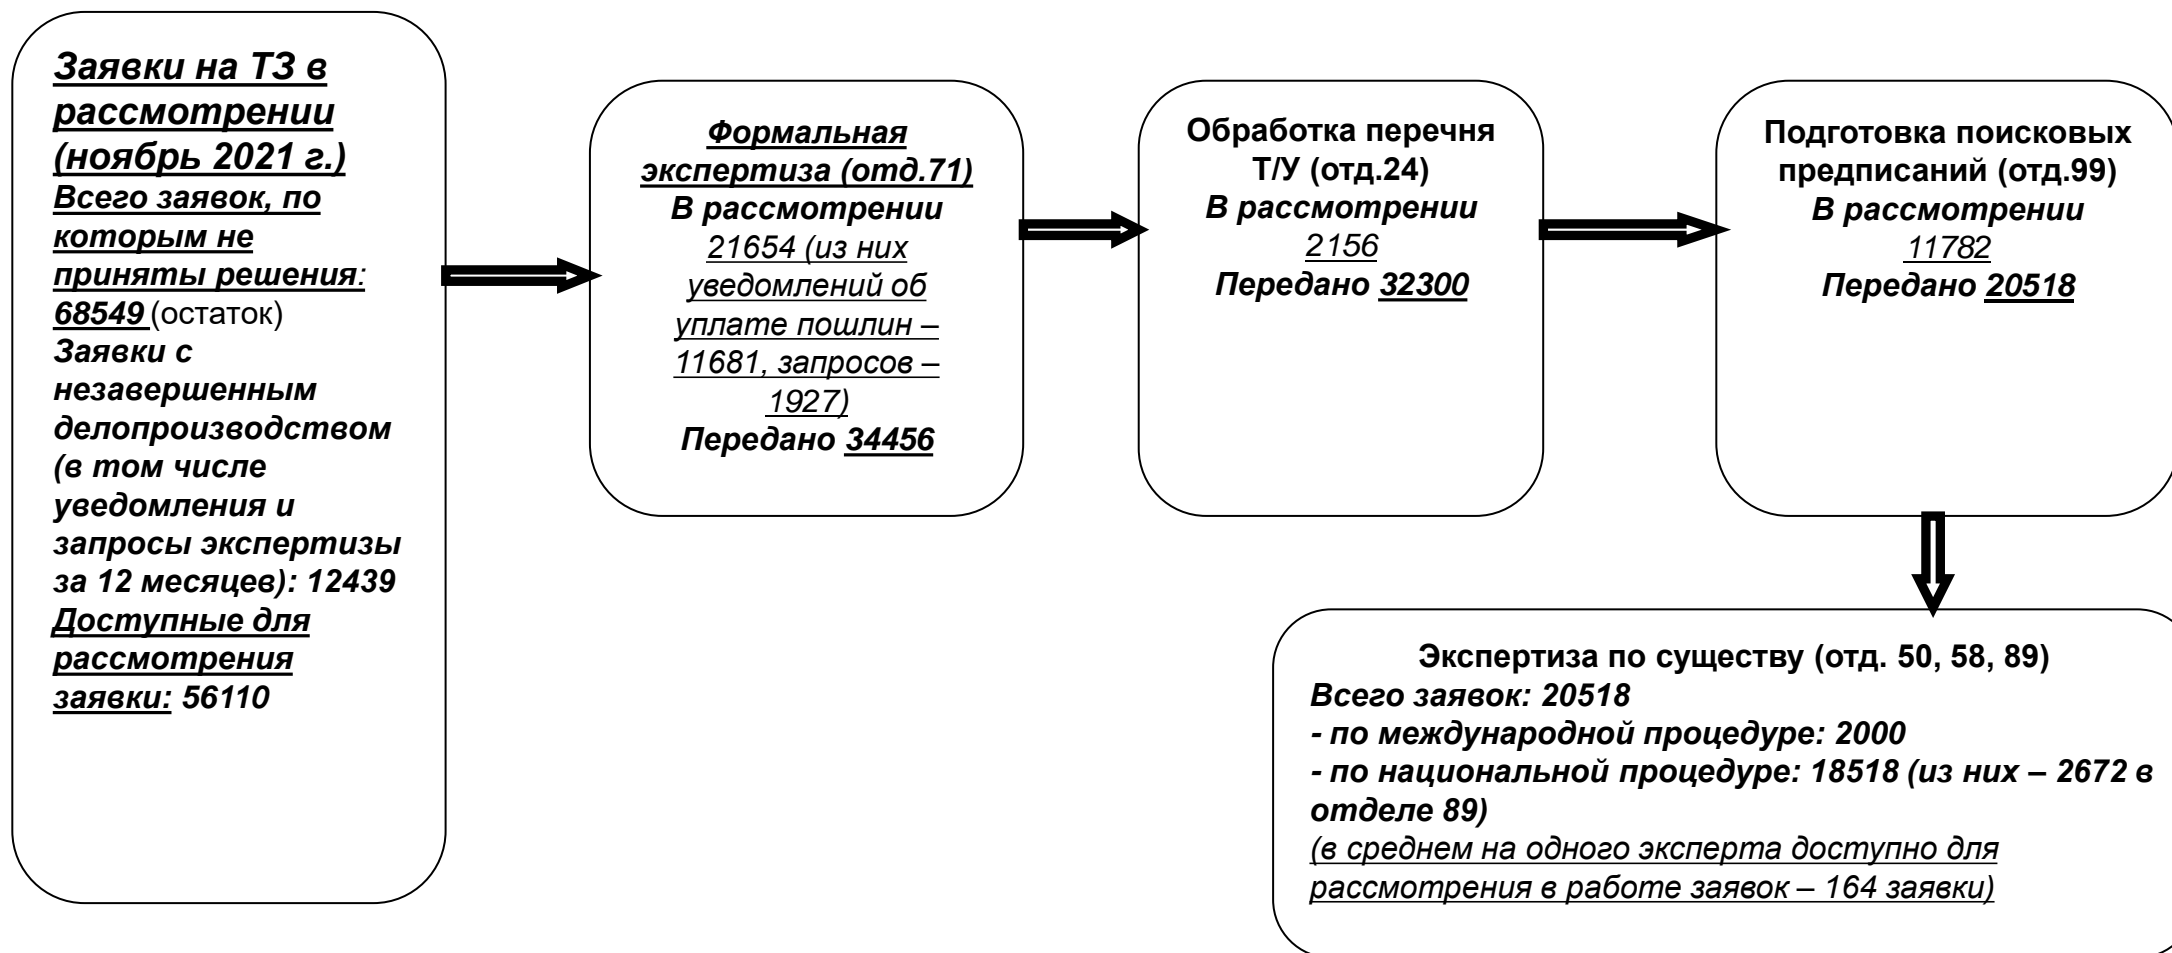 Заявки на ТЗ в
рассмотрении
(ноябрь 2021 г.)
Всего заявок, по
которым не
приняты решения:
68549 (остаток)
Заявки с
незавершенным
делопроизводством
(в том числе
уведомления и
запросы экспертизы
за 12 месяцев): 12439
Доступные для
рассмотрения
заявки: 56110
Формальная
экспертиза (отд.71)
В рассмотрении
21654 (из них
уведомлений об
уплате пошлин –
11681, запросов –
1927)
Передано 34456
Обработка перечня
Т/У (отд.24)
В рассмотрении
2156
Передано 32300
Подготовка поисковых
предписаний (отд.99)
В рассмотрении
11782
Передано 20518
Экспертиза по существу (отд. 50, 58, 89)
Всего заявок: 20518
- по международной процедуре: 2000
- по национальной процедуре: 18518 (из них – 2672 в
отделе 89)
(в среднем на одного эксперта доступно для
рассмотрения в работе заявок – 164 заявки)